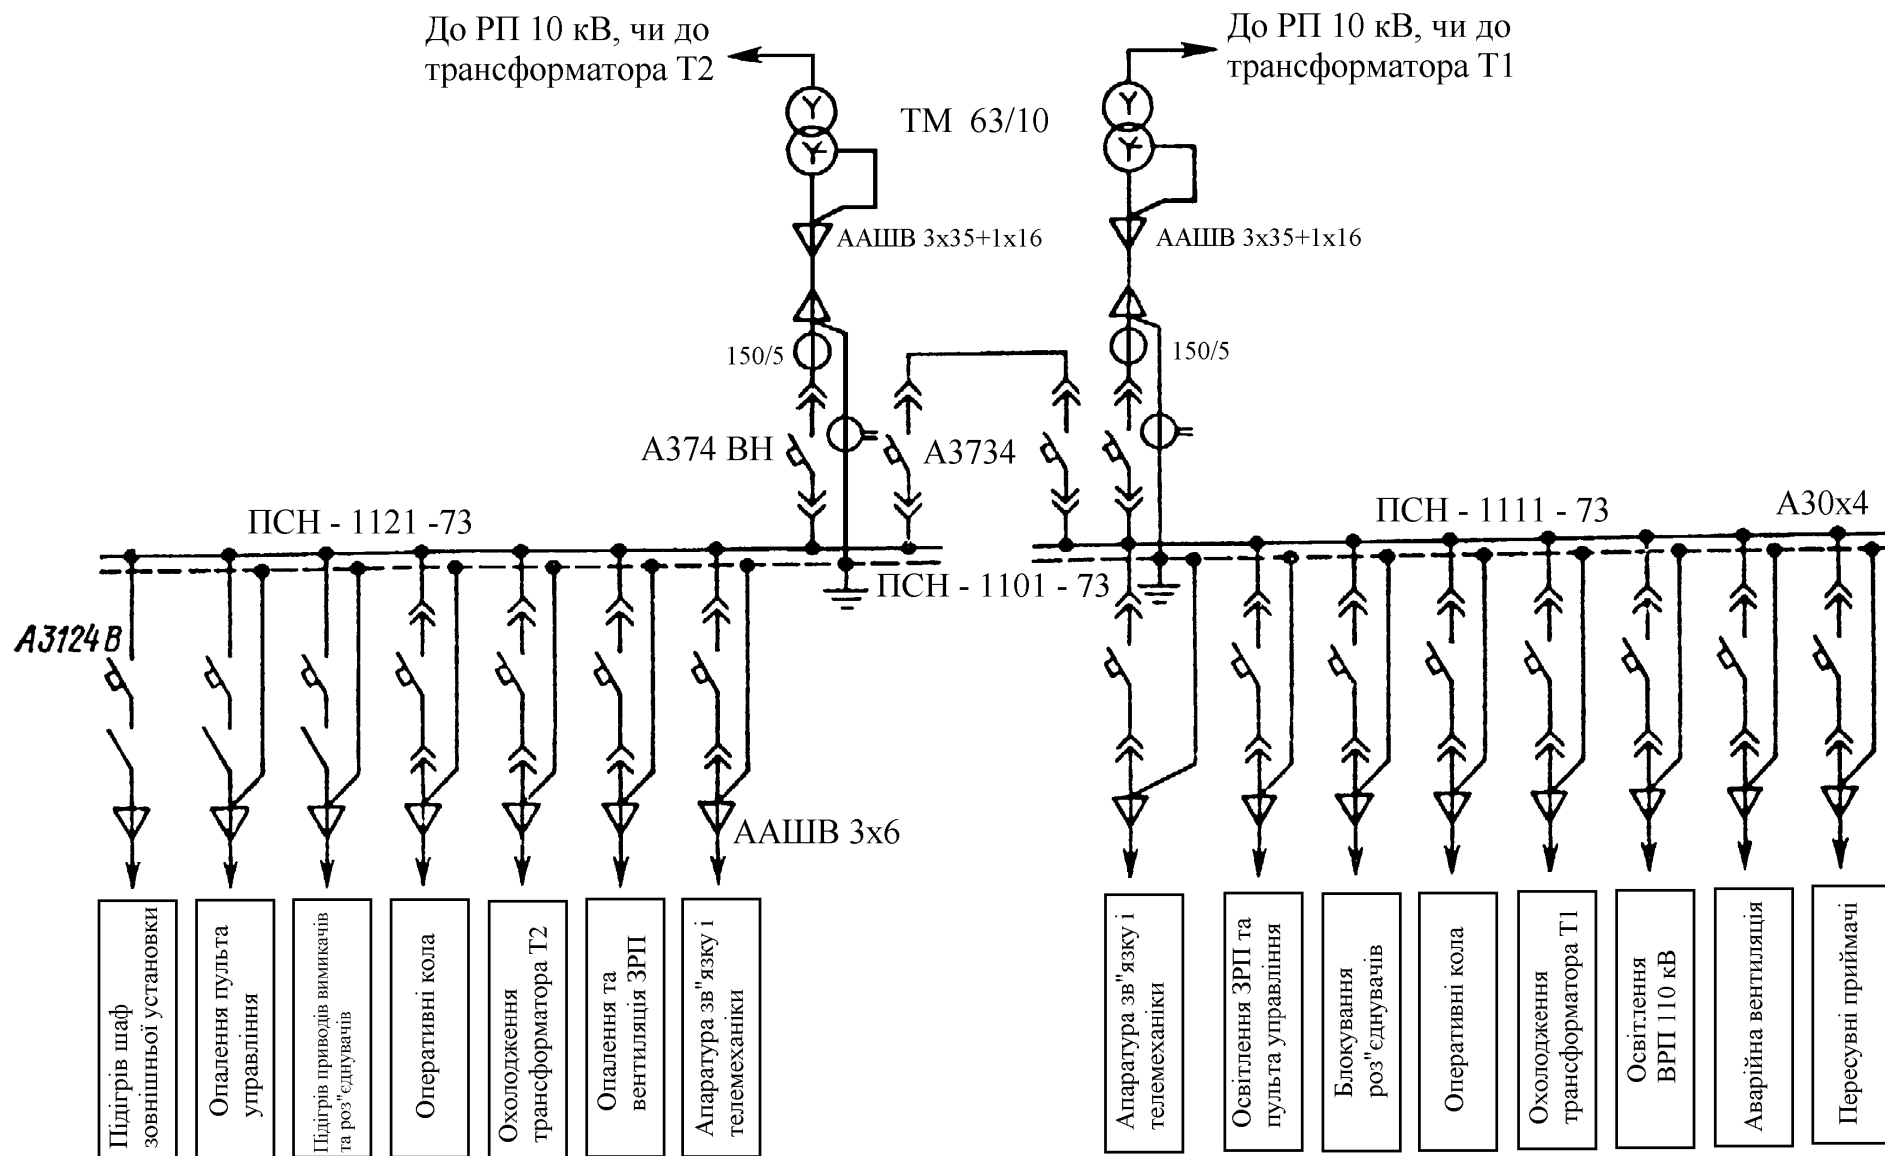 До РП 10 кВ, чи до
трансформатора Т2
До РП 10 кВ, чи до
трансформатора Т1
ТМ 63/10
ААШВ 3х35+1х16
ААШВ 3х35+1х16
150/5
150/5
А374 ВН
А3734
ПСН - 1121 -73
ПСН - 1111 - 73
А30х4
ПСН - 1101 - 73
А3124В
ААШВ 3х6
Підігрів шаф
зовнішньої установки
Опалення пульта
управління
Підігрів приводів вимикачів
та роз"єднувачів
Оперативні кола
Охолодження
трансформатора Т2
Опалення та
вентиляція ЗРП
Апаратура зв"язку і
телемеханіки
Апаратура зв"язку і
телемеханіки
Освітлення ЗРП та
пульта управління
Блокування
роз"єднувачів
Оперативні кола
Охолодження
трансформатора Т1
Освітлення
ВРП 110 кВ
Аварійна вентиляція
Пересувні приймачі